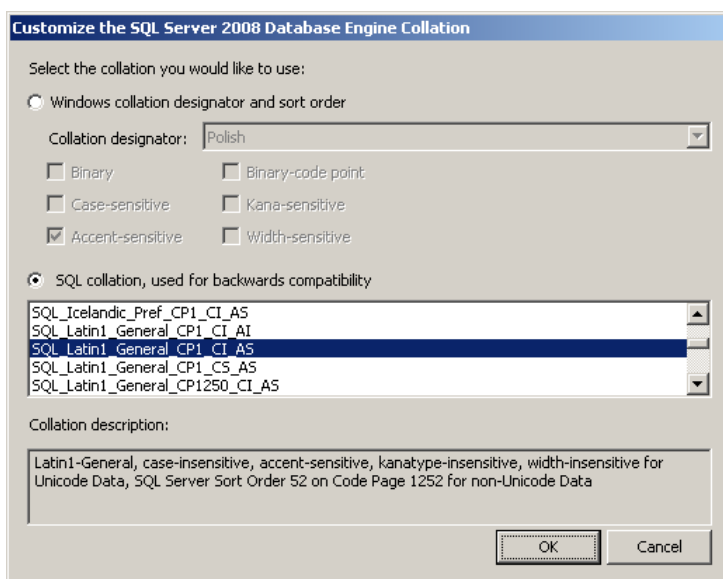 Customize the SQL Server 2008 Database Engine Collation
Select the collation you would like to use:
Windows collation designator and sort order
Collation designator: Polish
Binary Binary-code point
Case-sensitive Kana-sensitive
Accent-sensitive Width-sensitive
SQL collation, used for backwards compatibility
SQL_Icelandic_Pref_CP1_CI_AS
SQL_Latin1_General_CP1_CI_AI
SQL_Latin1_General_CP1_CI_AS
SQL_Latin1_General_CP1_CS_AS
SQL_Latin1_General_CP1250_CI_AS
Collation description:
Latin1-General, case-insensitive, accent-sensitive, kanatype-insensitive, width-insensitive for
Unicode Data, SQL Server Sort Order 52 on Code Page 1252 for non-Unicode Data
OK Cancel